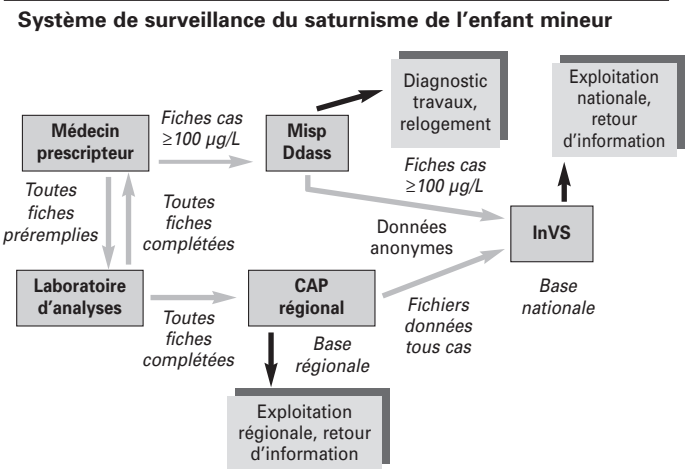 Système de surveillance du saturnisme de l'enfant mineur
Médecin
prescripteur
Fiches cas
≥100 µg/L
Misp
Ddass
Diagnostic
travaux,
relogement
Exploitation
nationale,
retour
d'information
Toutes
fiches
préremplies
Toutes
fiches
complétées
Fiches cas
≥100 µg/L
Données
anonymes
InVS
Base
nationale
Laboratoire
d'analyses
Toutes
fiches
complétées
CAP
régional
Base
régionale
Fichiers
données
tous cas
Exploitation
régionale, retour
d'information